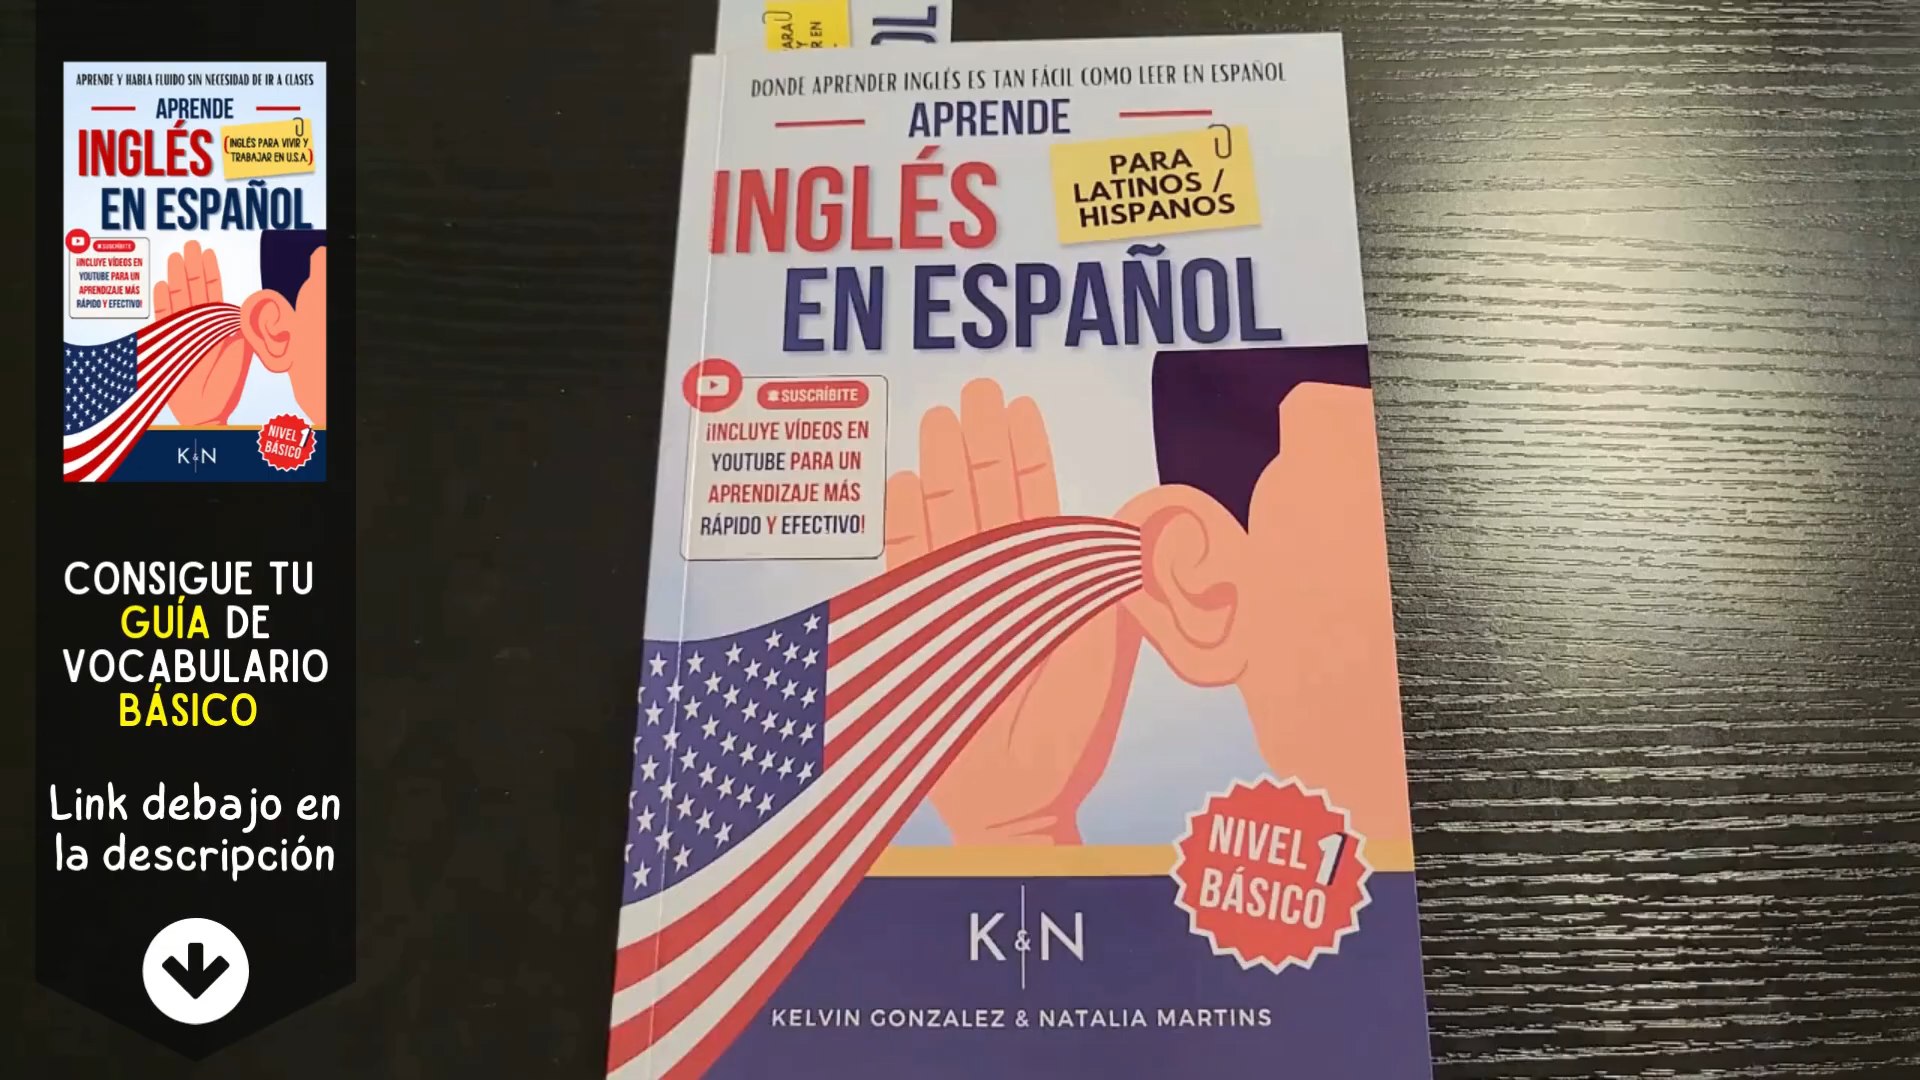 APRENDE Y HABLA FLUIDO SIN NECESIDAD DE IR A CLASES
APRENDE
INGLÉS
(INGLÉS PARA VIVIR Y
TRABAJAR EN U.S.A.)
EN ESPAÑOL
SUSCRÍBITE
¡INCLUYE VÍDEOS EN
YOUTUBE PARA UN
APRENDIZAJE MÁS
RÁPIDO Y EFECTIVO!
NIVEL 1
BÁSICO
K&N
CONSIGUE TU
GUÍA DE
VOCABULARIO
BÁSICO
Link debajo en
la descripción
DONDE APRENDER INGLÉS ES TAN FÁCIL COMO LEER EN ESPAÑOL
APRENDE
INGLÉS
PARA
LATINOS /
HISPANOS
EN ESPAÑOL
SUSCRÍBITE
¡INCLUYE VÍDEOS EN
YOUTUBE PARA UN
APRENDIZAJE MÁS
RÁPIDO Y EFECTIVO!
NIVEL 1
BÁSICO
K&N
KELVIN GONZALEZ & NATALIA MARTINS